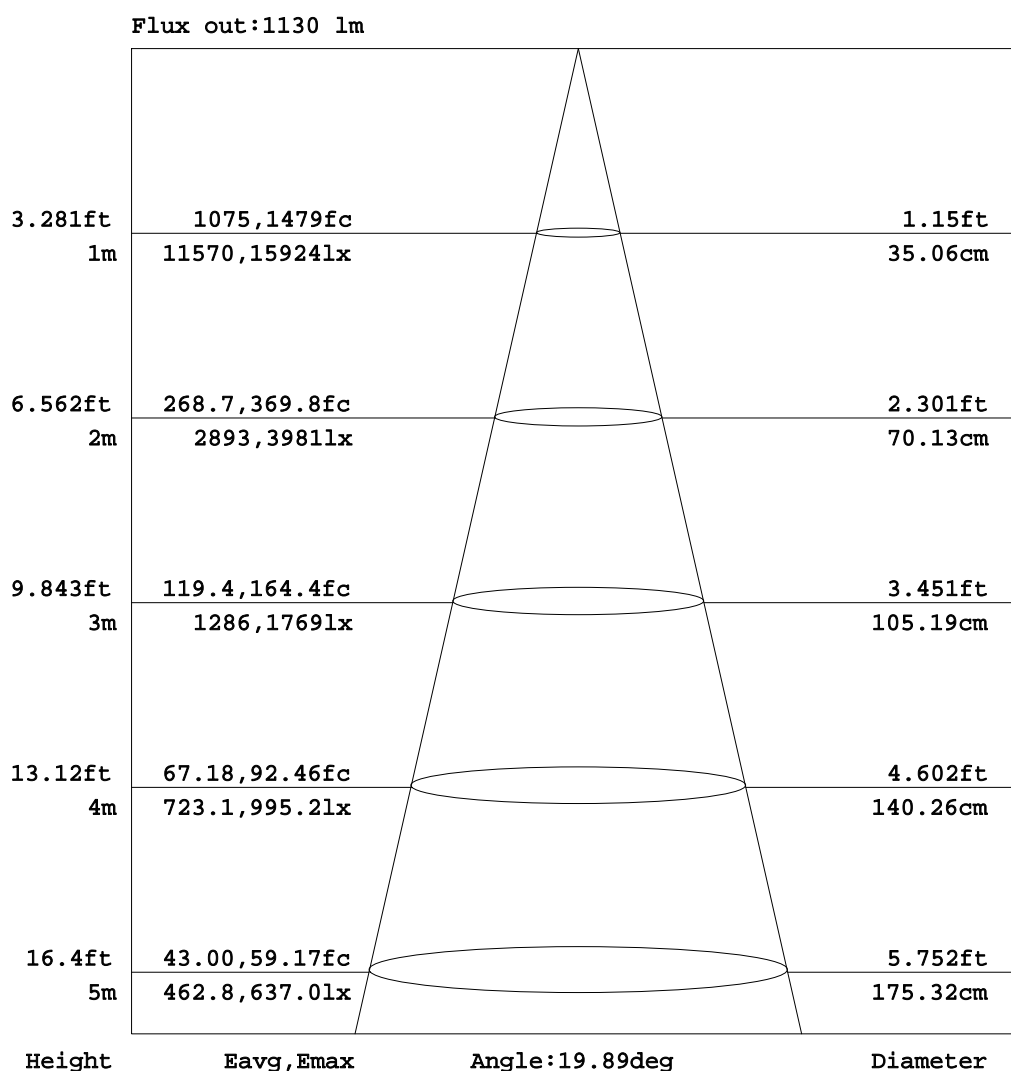 Flux out:1130 lm
3.281ft 1075,1479fc 1.15ft
1m 11570,15924lx 35.06cm
6.562ft 268.7,369.8fc 2.301ft
2m 2893,3981lx 70.13cm
9.843ft 119.4,164.4fc 3.451ft
3m 1286,1769lx 105.19cm
13.12ft 67.18,92.46fc 4.602ft
4m 723.1,995.2lx 140.26cm
16.4ft 43.00,59.17fc 5.752ft
5m 462.8,637.0lx 175.32cm
Height Eavg,Emax Angle:19.89deg Diameter